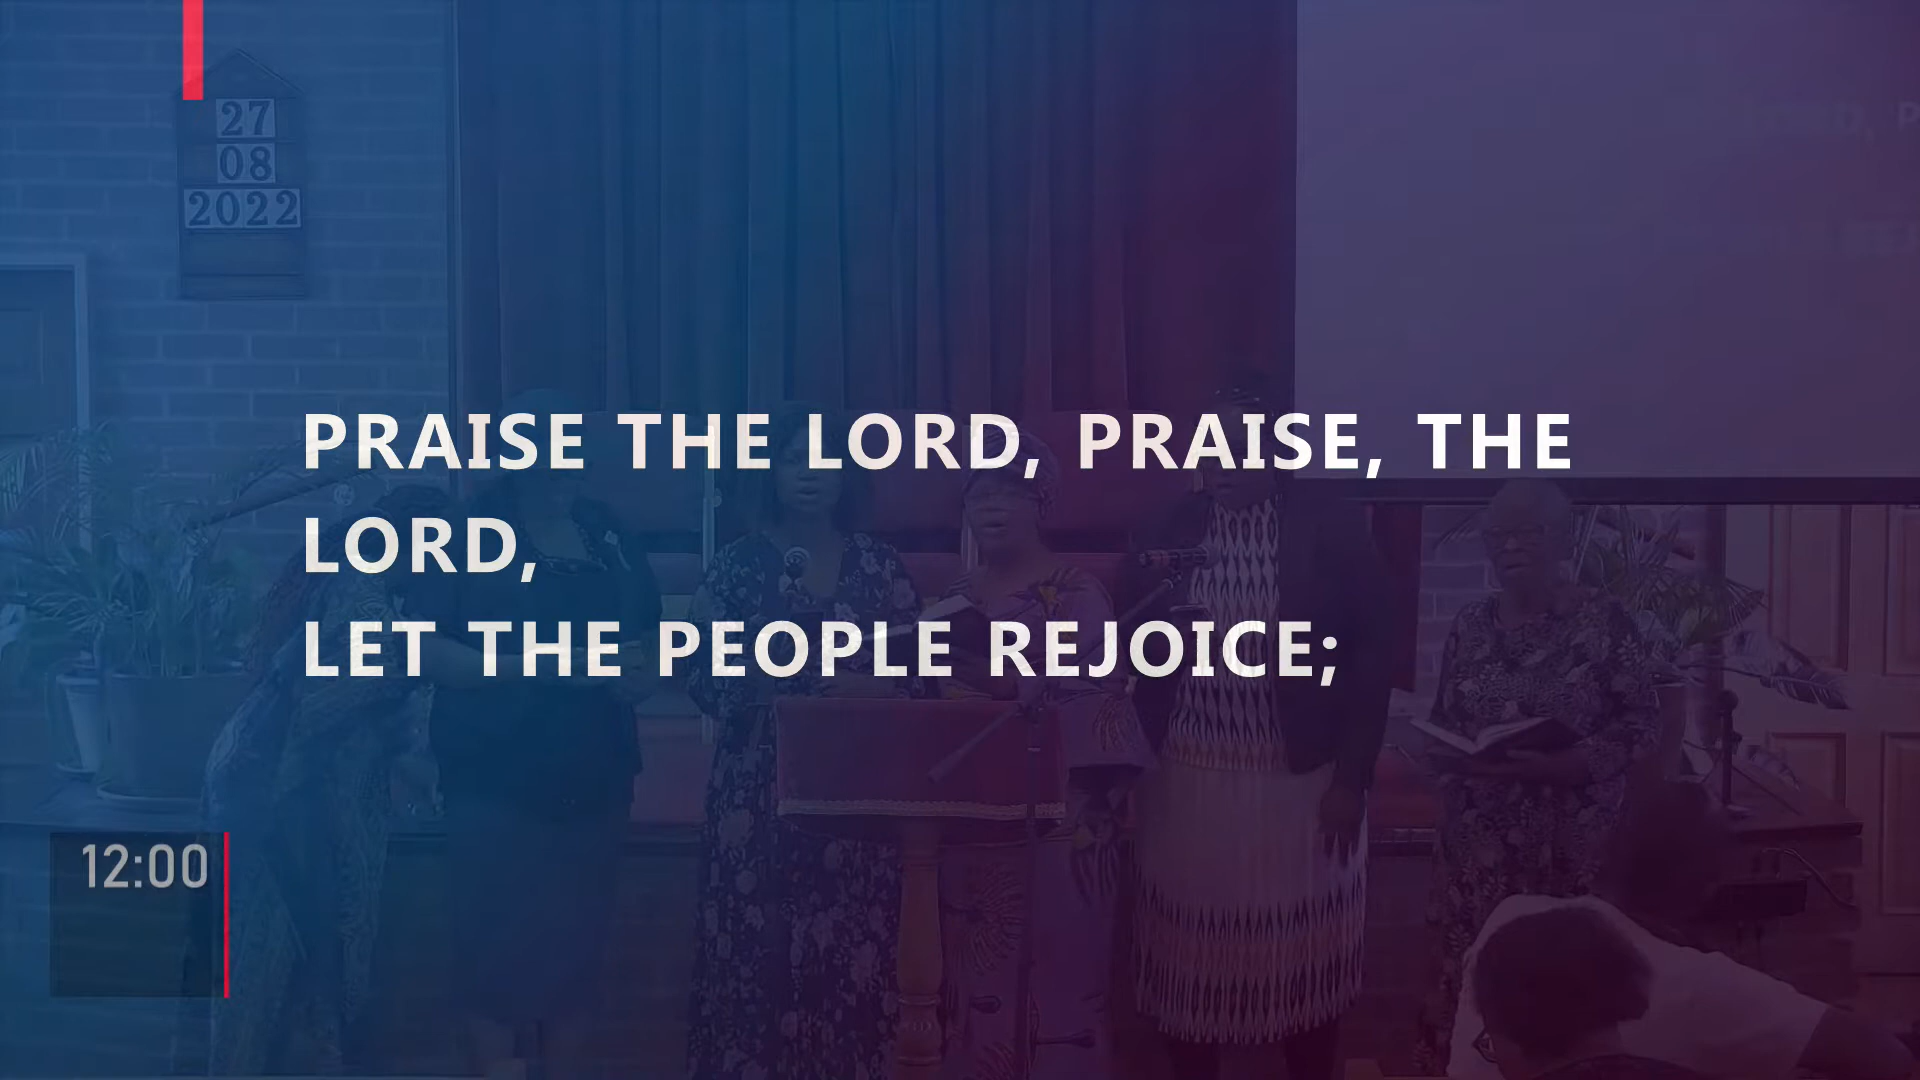 27
08
2022
PRAISE THE LORD, PRAISE, THE
LORD,
LET THE PEOPLE REJOICE;
12:00